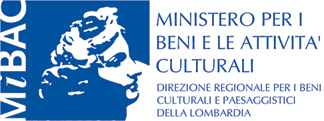 MiBAC
MINISTERO PER I
BENI E LE ATTIVITA'
CULTURALI
DIREZIONE REGIONALE PER I BENI
CULTURALI E PAESAGGISTICI
DELLA LOMBARDIA